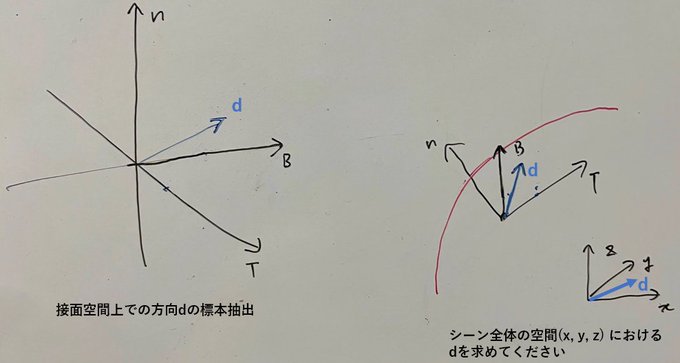 n
d
B
T
接面空間上での方向dの標本抽出
n
B
d
T
z
y
d
x
シーン全体の空間(x, y, z) における
dを求めてください